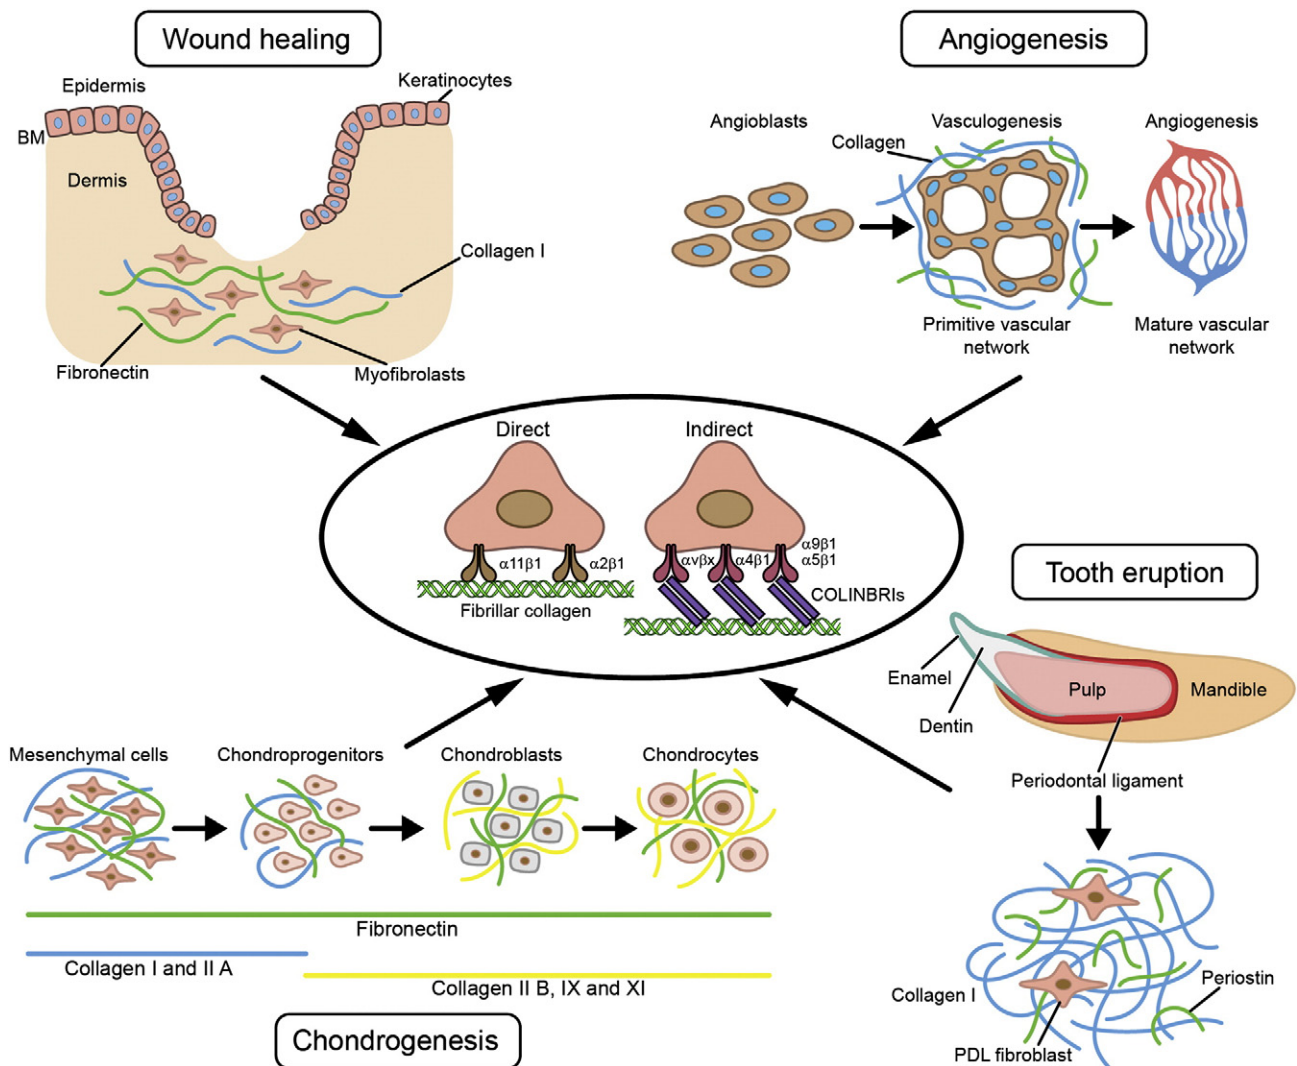 Wound healing
Epidermis
Keratinocytes
BM
Dermis
Collagen I
Fibronectin
Myofibrolasts
Angiogenesis
Angioblasts
Vasculogenesis
Angiogenesis
Collagen
Primitive vascular
network
Mature vascular
network
Direct
Indirect
α11β1
α2β1
Fibrillar collagen
αvβx
α4β1
α9β1
α5β1
COLINBRIs
Tooth eruption
Enamel
Dentin
Pulp
Mandible
Periodontal ligament
Collagen I
Periostin
PDL fibroblast
Mesenchymal cells
Chondroprogenitors
Chondroblasts
Chondrocytes
Fibronectin
Collagen I and II A
Collagen II B, IX and XI
Chondrogenesis